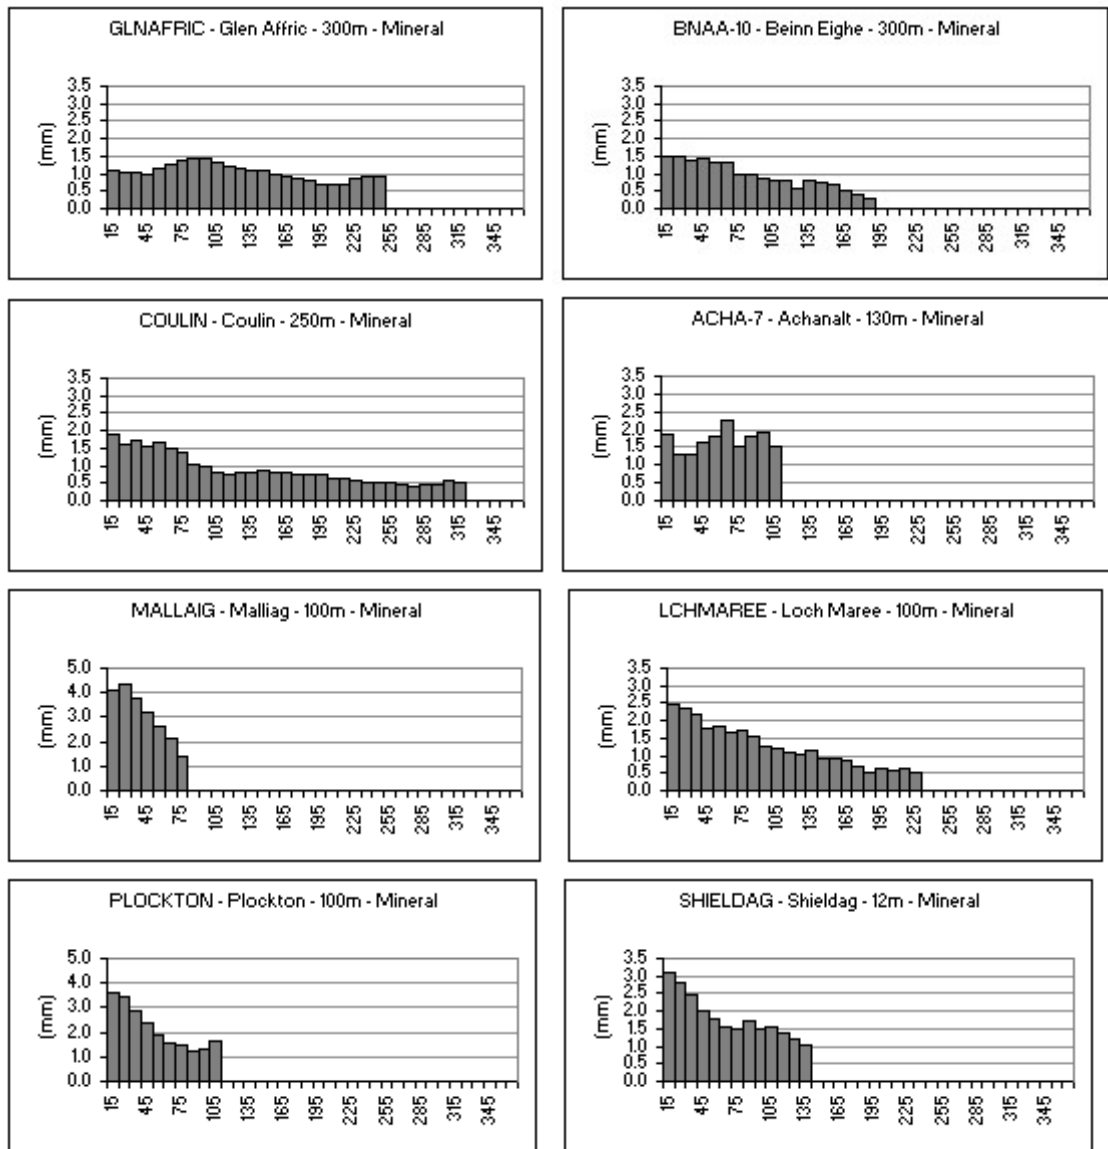 GLNAFRIC - Glen Affric - 300m - Mineral
3.5
3.0
2.5
2.0
1.5
1.0
0.5
0.0
(mm)
15 45 75 105 135 165 195 225 255 285 315 345
BNAA-10 - Beinn Eighe - 300m - Mineral
3.5
3.0
2.5
2.0
1.5
1.0
0.5
0.0
(mm)
15 45 75 105 135 165 195 225 255 285 315 345
COULIN - Coulin - 250m - Mineral
3.5
3.0
2.5
2.0
1.5
1.0
0.5
0.0
(mm)
15 45 75 105 135 165 195 225 255 285 315 345
ACHA-7 - Achanalt - 130m - Mineral
3.5
3.0
2.5
2.0
1.5
1.0
0.5
0.0
(mm)
15 45 75 105 135 165 195 225 255 285 315 345
MALLAIG - Malliag - 100m - Mineral
5.0
4.0
3.0
2.0
1.0
0.0
(mm)
15 45 75 105 135 165 195 225 255 285 315 345
LCHMAREE - Loch Maree - 100m - Mineral
3.5
3.0
2.5
2.0
1.5
1.0
0.5
0.0
(mm)
15 45 75 105 135 165 195 225 255 285 315 345
PLOCKTON - Plockton - 100m - Mineral
5.0
4.0
3.0
2.0
1.0
0.0
(mm)
15 45 75 105 135 165 195 225 255 285 315 345
SHIELDAG - Shieldag - 12m - Mineral
3.5
3.0
2.5
2.0
1.5
1.0
0.5
0.0
(mm)
15 45 75 105 135 165 195 225 255 285 315 345